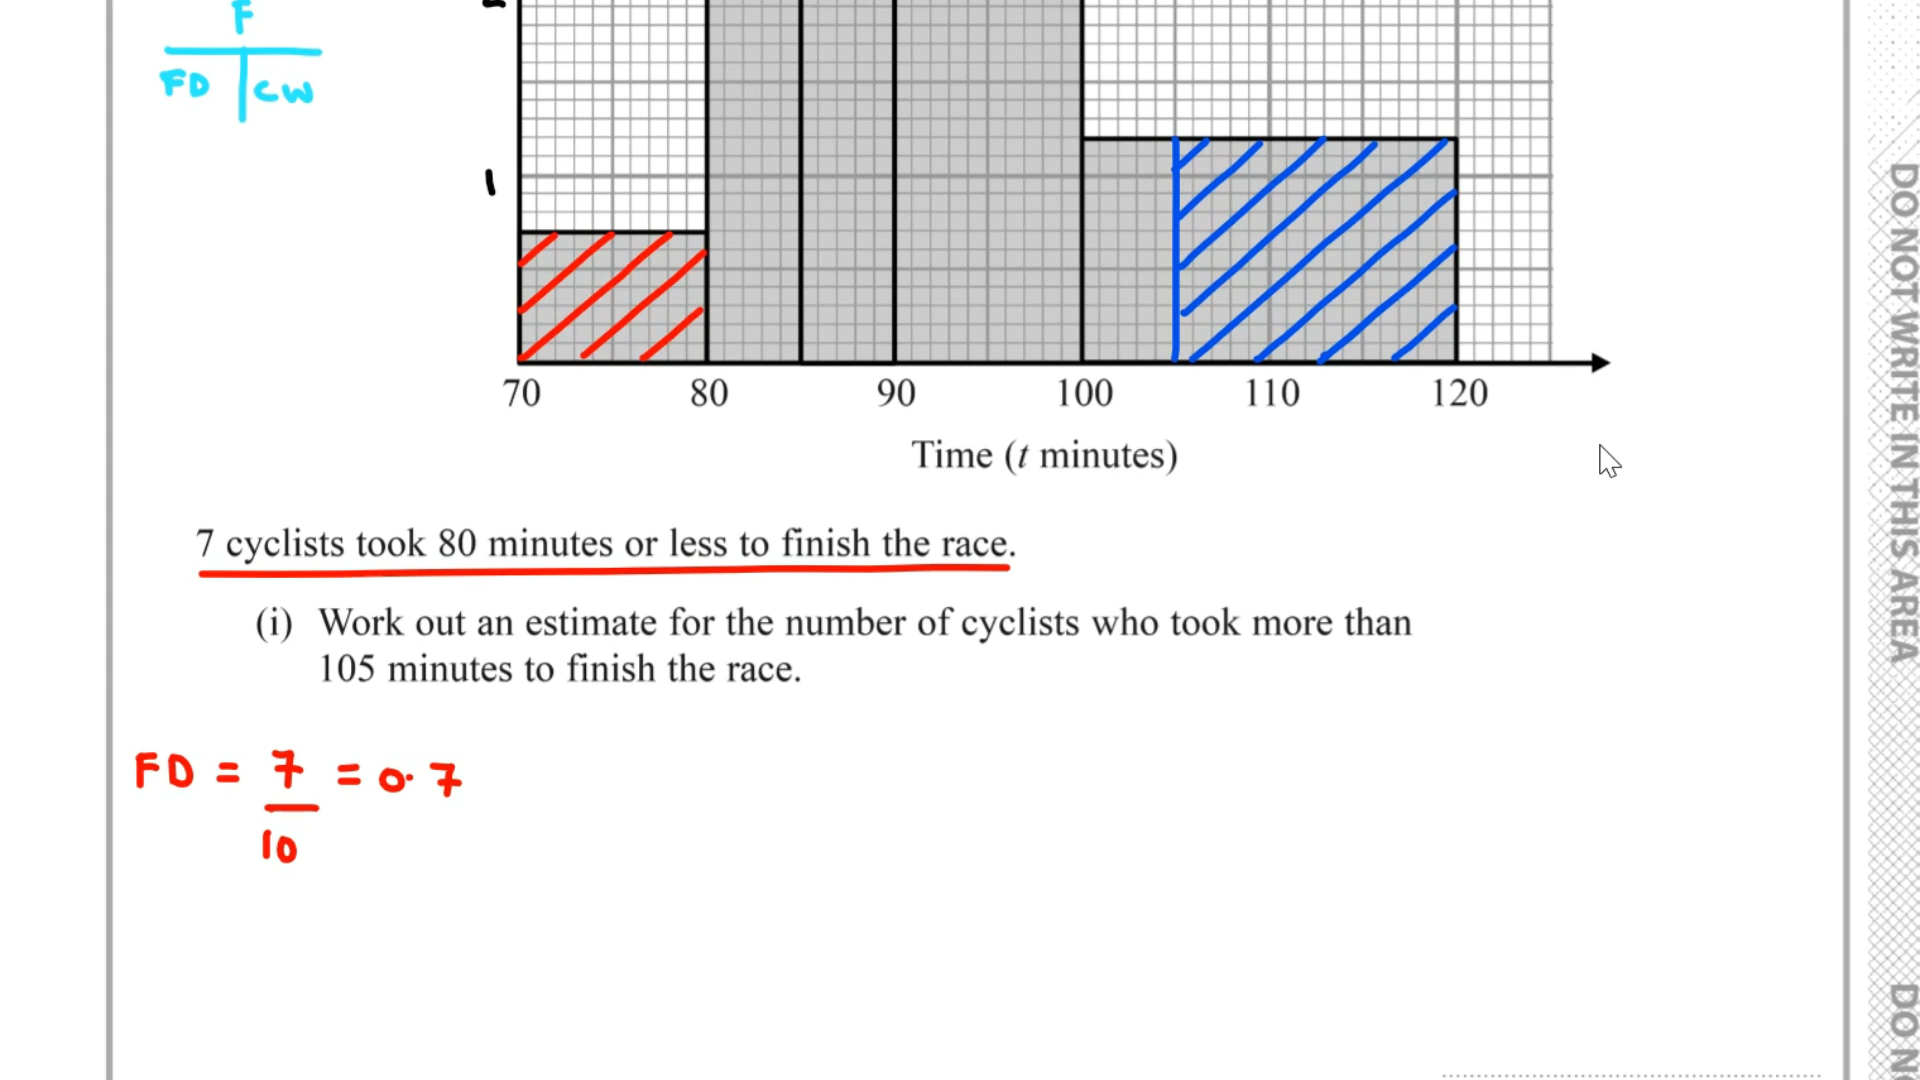 F
FD | CW
1
70 80 90 100 110 120
Time (t minutes)
7 cyclists took 80 minutes or less to finish the race.
(i) Work out an estimate for the number of cyclists who took more than
105 minutes to finish the race.
FD = 7 = 0.7
10
DO NOT WRITE IN THIS AREA